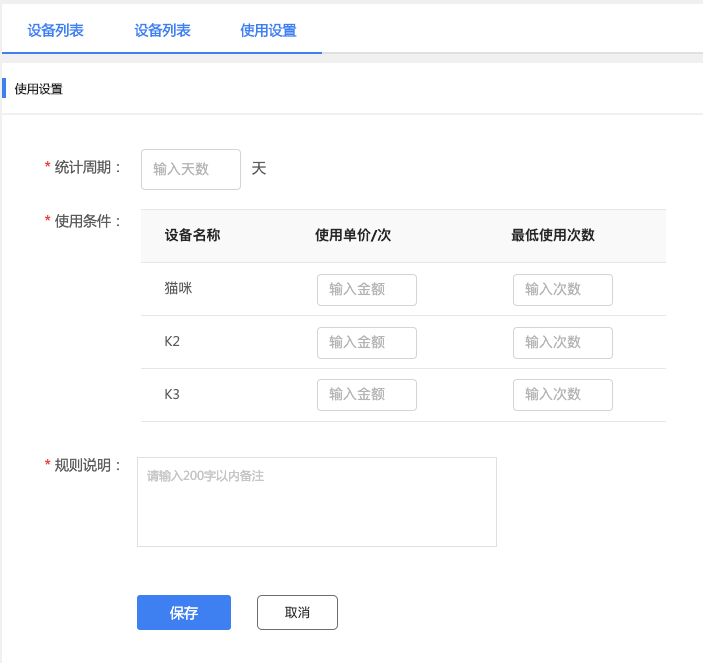 设备列表 设备列表 使用设置
使用设置
* 统计周期： 输入天数 天
* 使用条件： 设备名称 使用单价/次 最低使用次数
猫咪 输入金额 输入次数
K2 输入金额 输入次数
K3 输入金额 输入次数
* 规则说明： 请输入200字以内备注
保存 取消